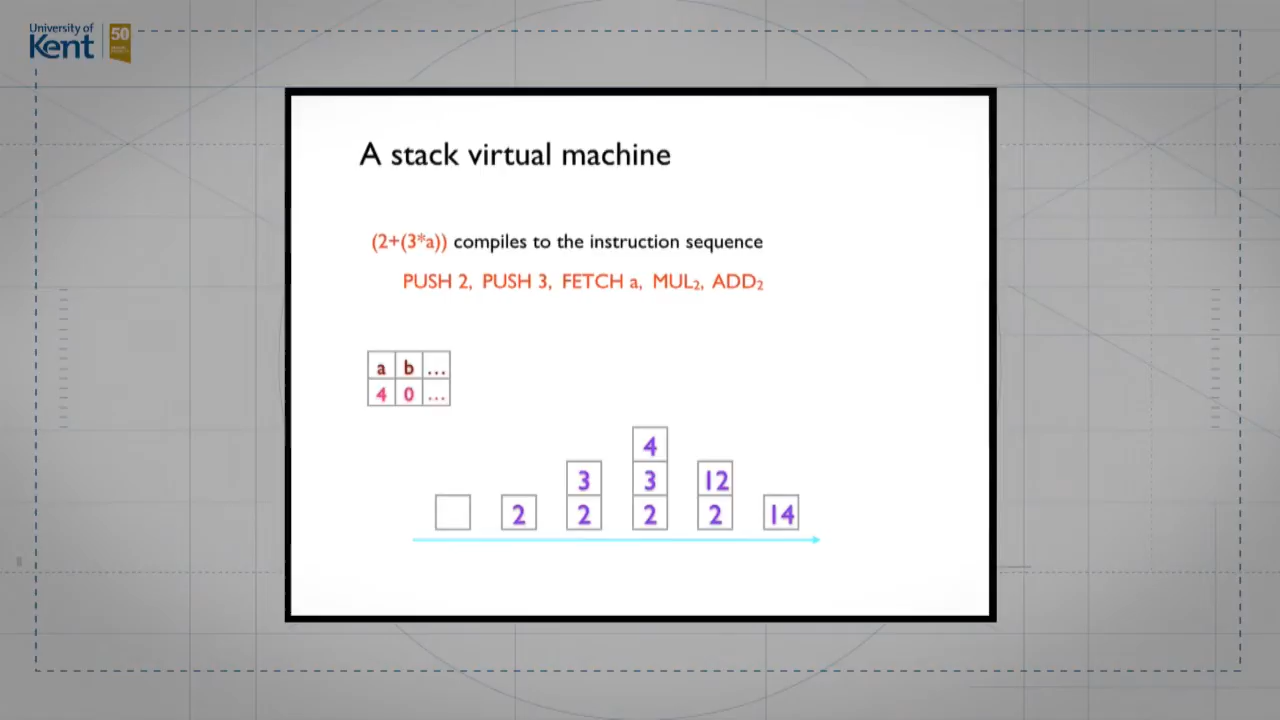 University of
Kent 50
A stack virtual machine
(2+(3*a)) compiles to the instruction sequence
PUSH 2, PUSH 3, FETCH a, MUL₂, ADD₂
a b ...
4 0 ...
4
3 3 12
2 2 2 2 14